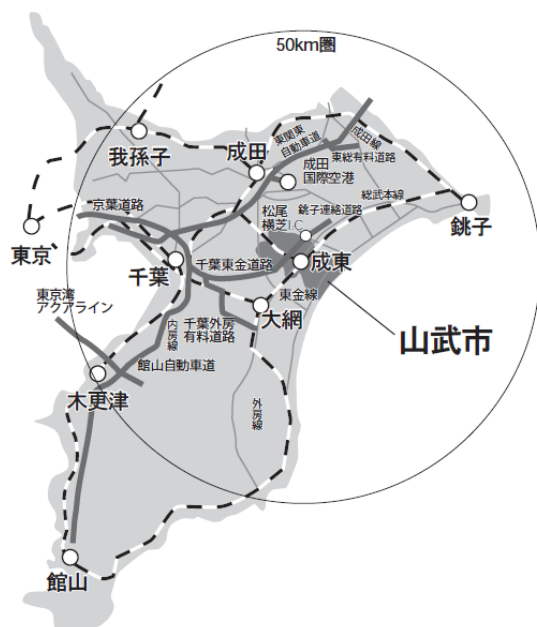 50km圏
我孫子
成田
東関東
自動車道
成田線
東総有料道路
成田
国際空港
京葉道路
総武本線
松尾
横芝I.C
銚子連絡道路
銚子
東京
千葉
千葉東金道路
成東
東京湾
アクアライン
東金線
大網
内房線
千葉外房
有料道路
山武市
館山自動車道
木更津
外房線
館山